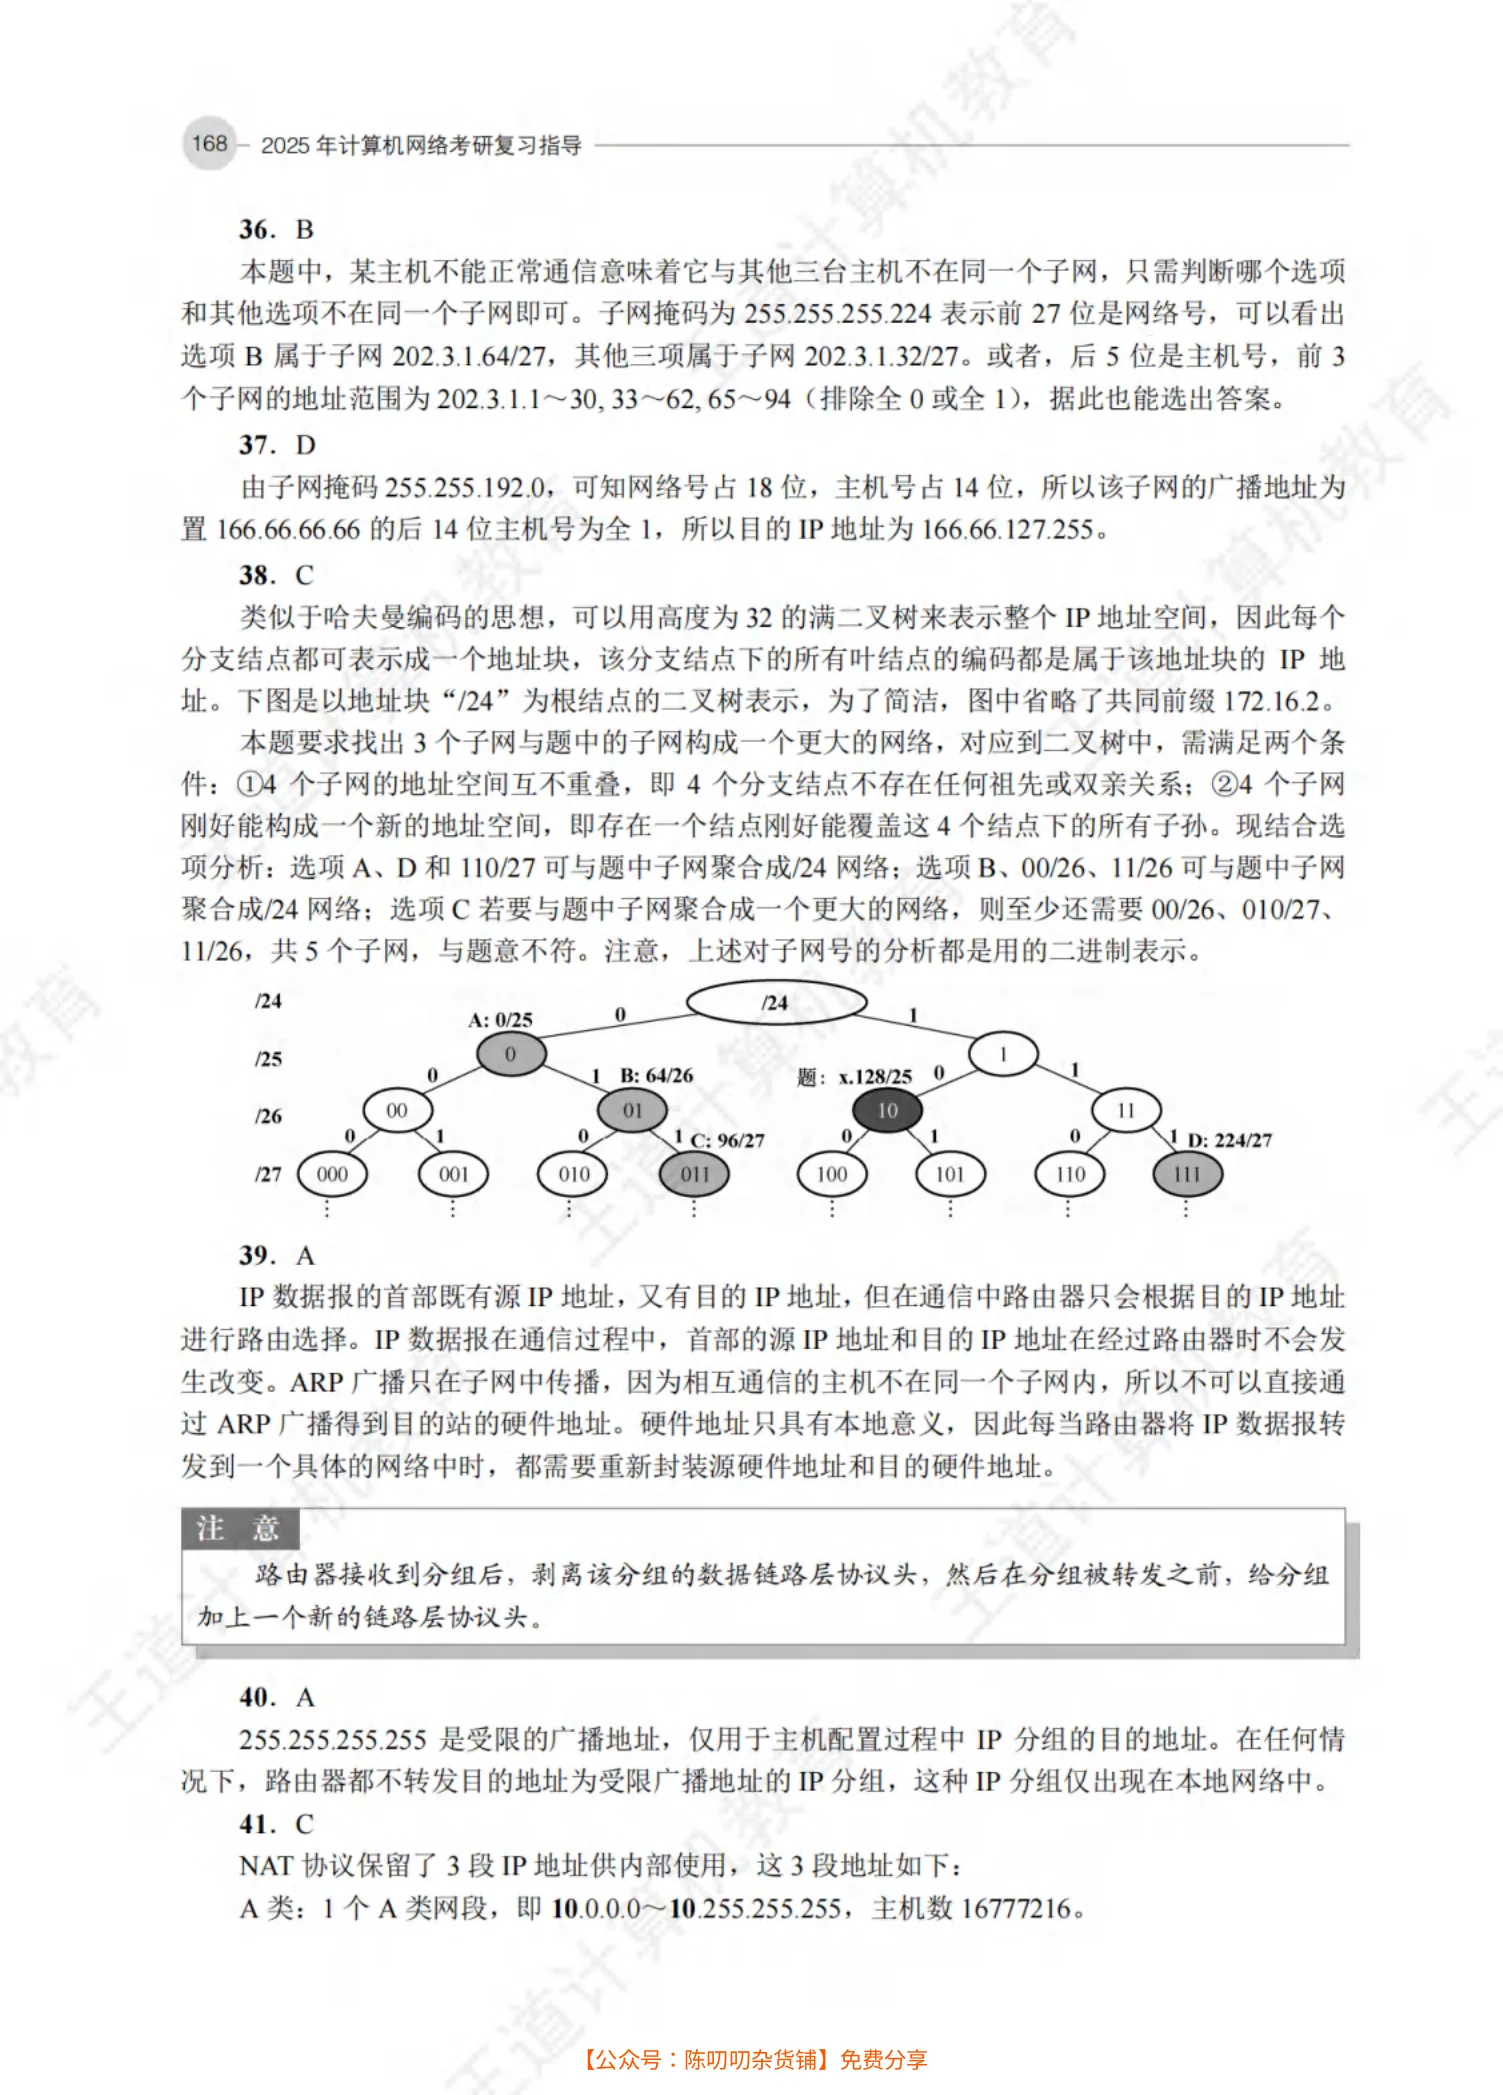 168 2025 年计算机网络考研复习指导
36. B
本题中，某主机不能正常通信意味着它与其他三台主机不在同一个子网，只需判断哪个选项
和其他选项不在同一个子网即可。子网掩码为 255.255.255.224 表示前 27 位是网络号，可以看出
选项 B 属于子网 202.3.1.64/27，其他三项属于子网 202.3.1.32/27。或者，后 5 位是主机号，前 3
个子网的地址范围为 202.3.1.1～30, 33～62, 65～94（排除全 0 或全 1），据此也能选出答案。
37. D
由子网掩码 255.255.192.0，可知网络号占 18 位，主机号占 14 位，所以该子网的广播地址为
置 166.66.66.66 的后 14 位主机号为全 1，所以目的 IP 地址为 166.66.127.255。
38. C
类似于哈夫曼编码的思想，可以用高度为 32 的满二叉树来表示整个 IP 地址空间，因此每个
分支结点都可表示成一个地址块，该分支结点下的所有叶结点的编码都是属于该地址块的 IP 地
址。下图是以地址块“/24”为根结点的二叉树表示，为了简洁，图中省略了共同前缀 172.16.2。
本题要求找出 3 个子网与题中的子网构成一个更大的网络，对应到二叉树中，需满足两个条
件：①4 个子网的地址空间互不重叠，即 4 个分支结点不存在任何祖先或双亲关系；②4 个子网
刚好能构成一个新的地址空间，即存在一个结点刚好能覆盖这 4 个结点下的所有子孙。现结合选
项分析：选项 A、D 和 110/27 可与题中子网聚合成/24 网络；选项 B、00/26、11/26 可与题中子网
聚合成/24 网络；选项 C 若要与题中子网聚合成一个更大的网络，则至少还需要 00/26、010/27、
11/26，共 5 个子网，与题意不符。注意，上述对子网号的分析都是用的二进制表示。
/24 /24
A: 0/25 0 1
/25 0 1
0 1 B: 64/26 题：x.128/25 0 1
/26 00 01 10 11
0 1 0 1 C: 96/27 0 1 0 1 D: 224/27
/27 000 001 010 011 100 101 110 111
39. A
IP 数据报的首部既有源 IP 地址，又有目的 IP 地址，但在通信中路由器只会根据目的 IP 地址
进行路由选择。IP 数据报在通信过程中，首部的源 IP 地址和目的 IP 地址在经过路由器时不会发
生改变。ARP 广播只在子网中传播，因为相互通信的主机不在同一个子网内，所以不可以直接通
过 ARP 广播得到目的站的硬件地址。硬件地址只具有本地意义，因此每当路由器将 IP 数据报转
发到一个具体的网络中时，都需要重新封装源硬件地址和目的硬件地址。
注 意
路由器接收到分组后，剥离该分组的数据链路层协议头，然后在分组被转发之前，给分组
加上一个新的链路层协议头。
40. A
255.255.255.255 是受限的广播地址，仅用于主机配置过程中 IP 分组的目的地址。在任何情
况下，路由器都不转发目的地址为受限广播地址的 IP 分组，这种 IP 分组仅出现在本地网络中。
41. C
NAT 协议保留了 3 段 IP 地址供内部使用，这 3 段地址如下：
A 类：1 个 A 类网段，即 10.0.0.0～10.255.255.255，主机数 16777216。
【公众号：陈叨叨杂货铺】免费分享
王道计算机教育